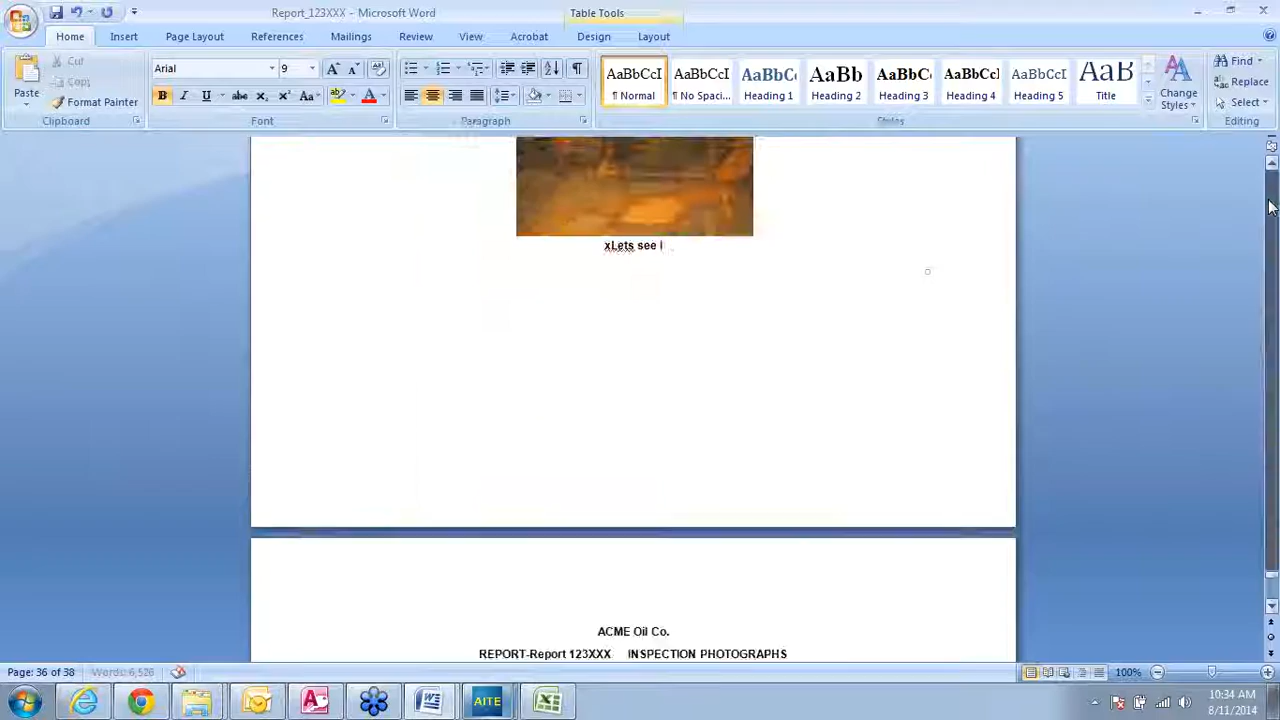 Report_123XXX - Microsoft Word
Table Tools
Home
Insert
Page Layout
References
Mailings
Review
View
Acrobat
Design
Layout
Paste
Cut
Copy
Format Painter
Clipboard
Arial
9
Font
Paragraph
AaBbCcI
¶ Normal
AaBbCcI
¶ No Spaci...
AaBbCc
Heading 1
AaBb
Heading 2
AaBbC
Heading 3
AaBbCcI
Heading 4
AaBbCcI
Heading 5
AaB
Title
Change
Styles
Styles
Find
Replace
Select
Editing
xLets see i
ACME Oil Co.
REPORT-Report 123XXX INSPECTION PHOTOGRAPHS
Page: 36 of 38
Words: 6,526
100%
AITE
10:34 AM
8/11/2014